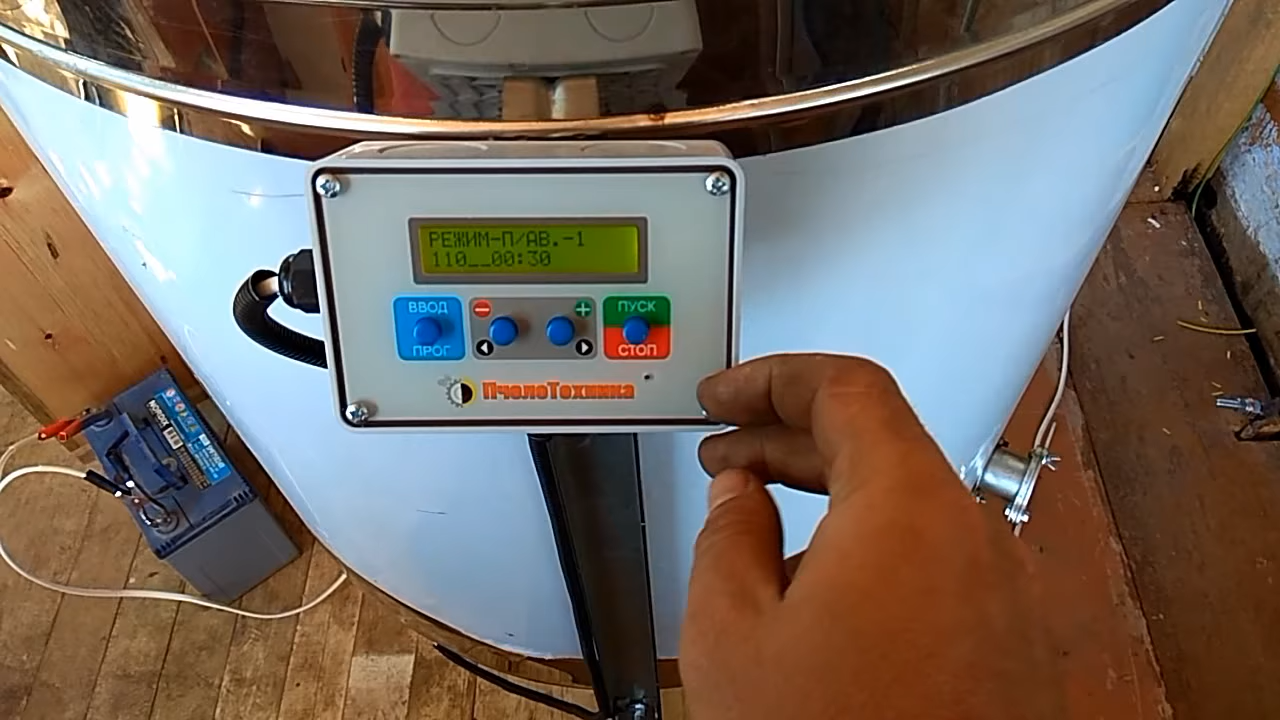 РЕЖИМ-П/АВ.-1
110__00:30
ВВОД
ПРОГ
ПУСК
СТОП
ПчелоТехника